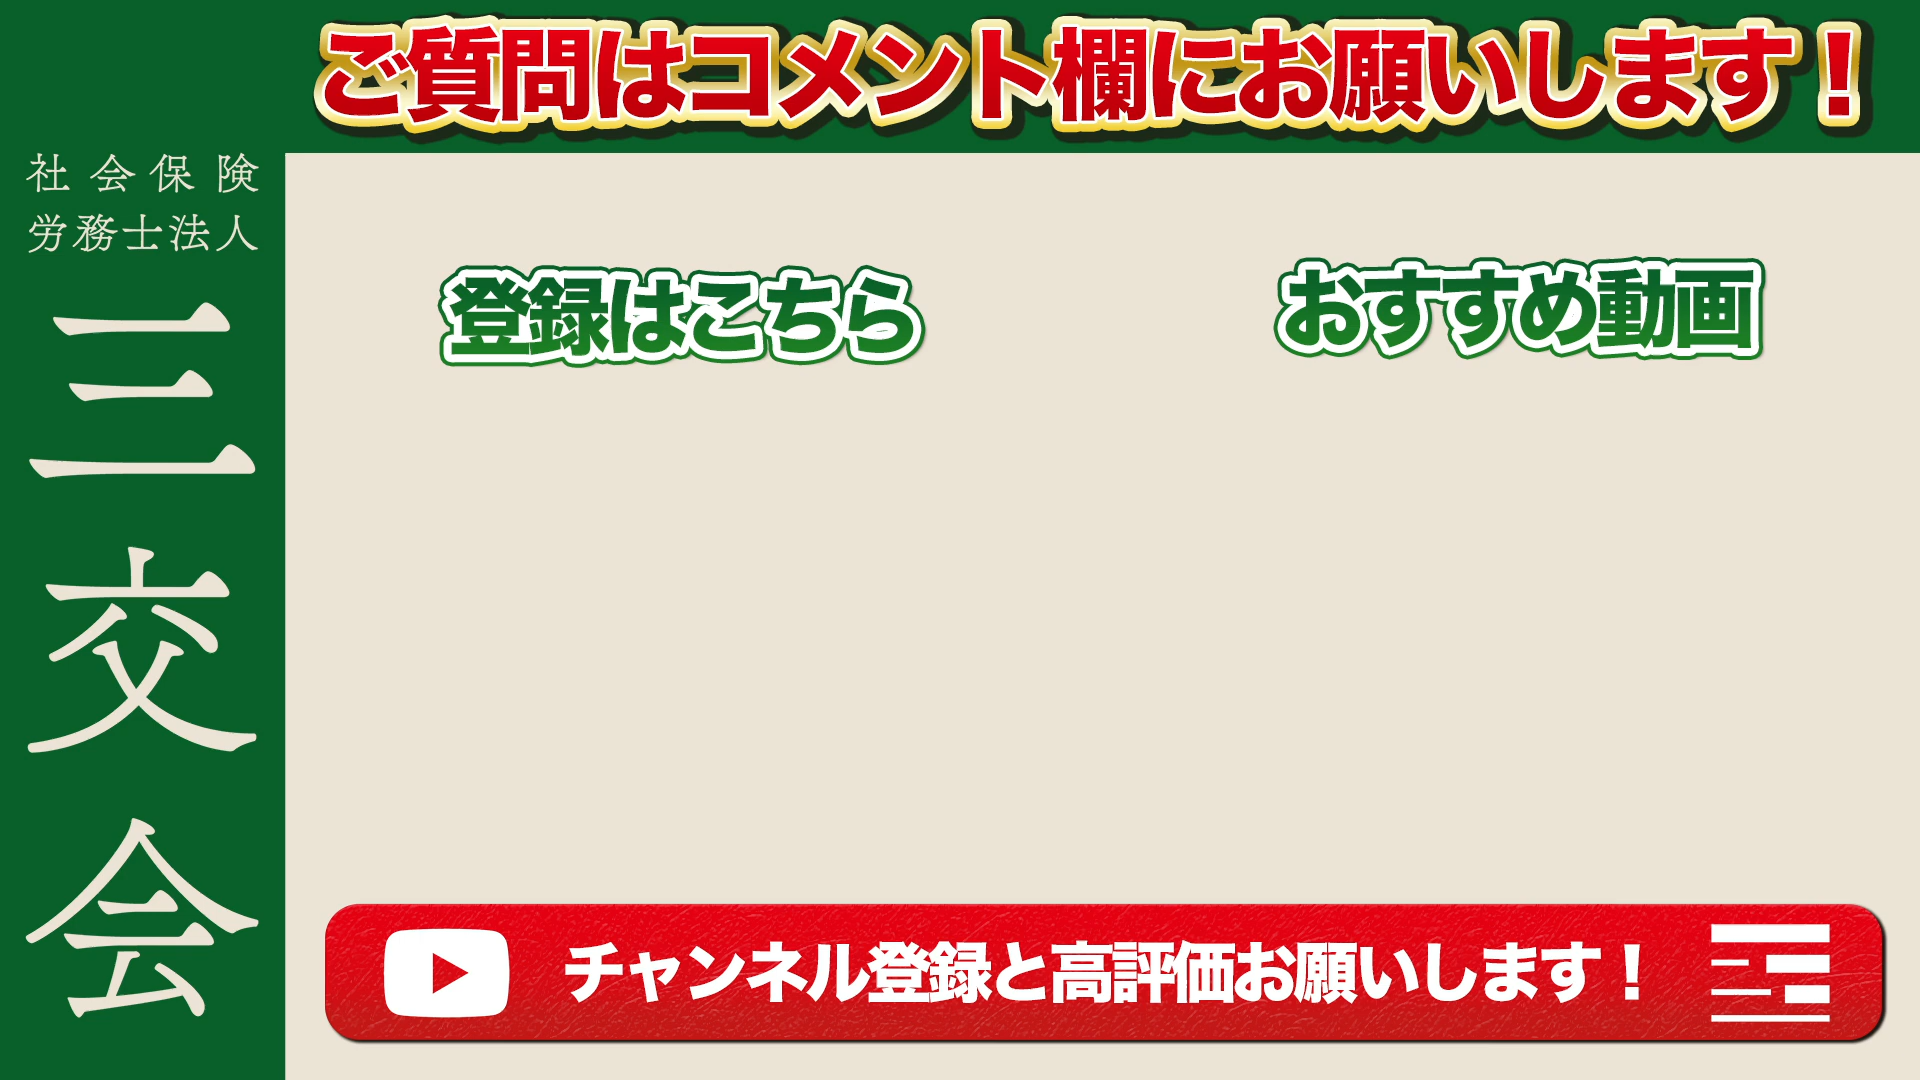 ご質問はコメント欄にお願いします！
社会保険
労務士法人
三交会
登録はこちら
おすすめ動画
チャンネル登録と高評価お願いします！